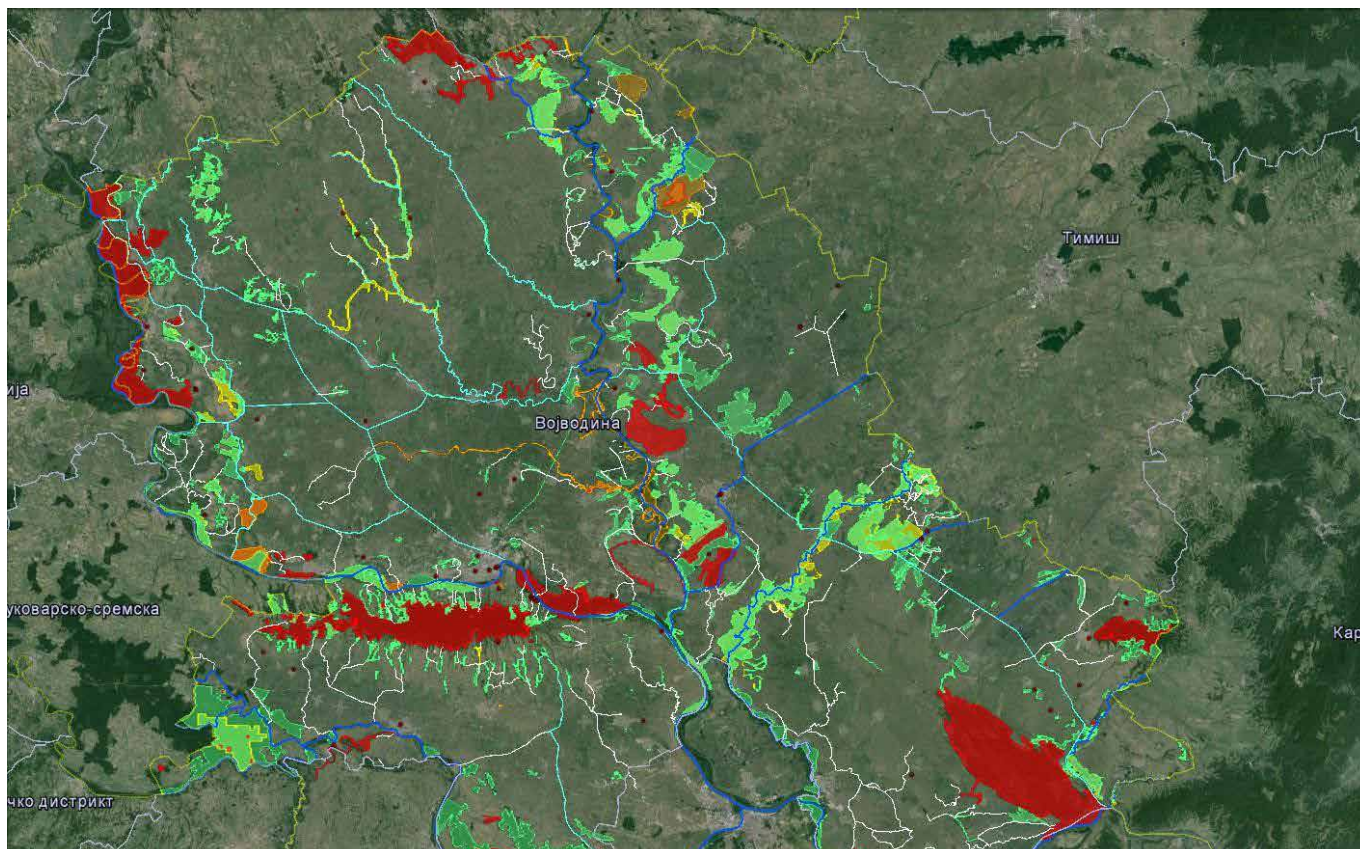 Тимиш
ија
Војводина
уковарско-сремска
Кар
чко дистрикт